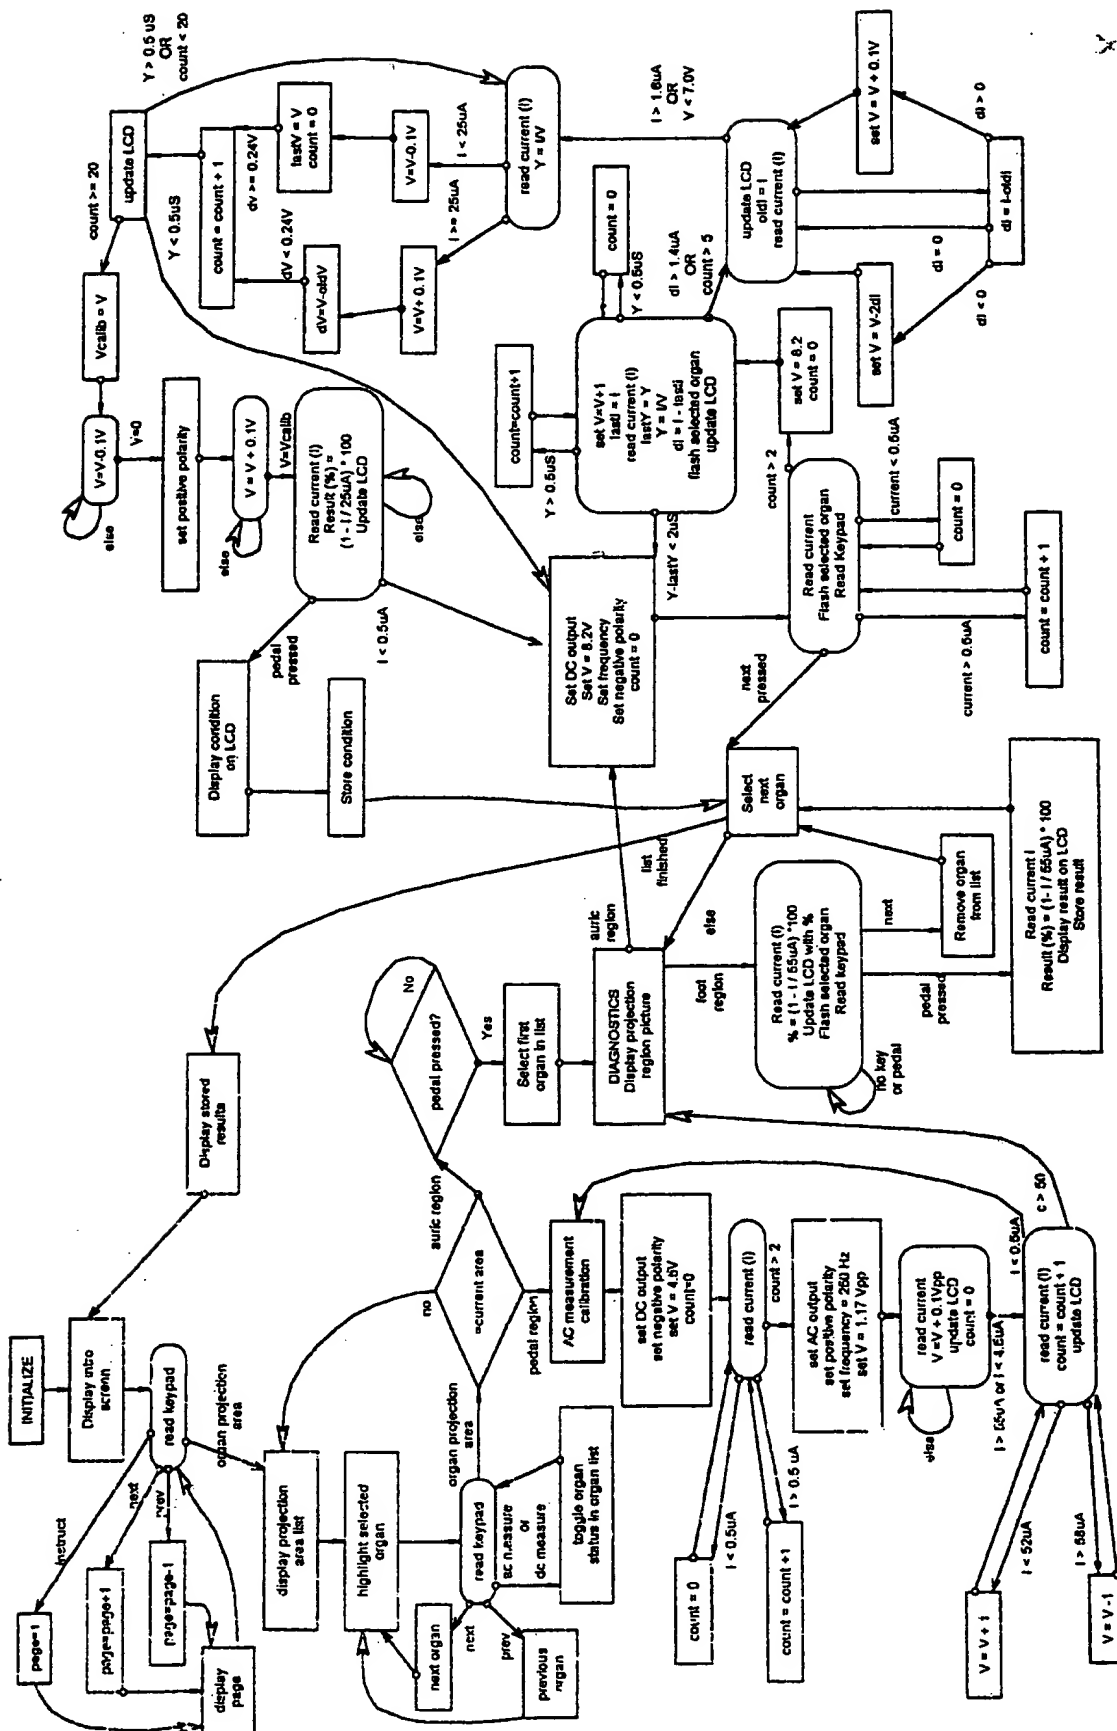 INITIALIZE
Display intro
screen
read keypad
instruct
next
prev
organ projection
area
page=1
page=page+1
page=page-1
display
page
display projection
area list
highlight selected
organ
read keypad
organ projection
area
ac measure
or
dc measure
toggle organ
status in organ list
next
prev
next organ
previous
organ
no
=current area
auric region
pedal region
pedal pressed?
No
Yes
Select first
organ in list
Display stored
results
DIAGNOSTICS
Display projection
region picture
auric
region
foot
region
list
finished
else
Select
next
organ
Read current (I)
% = (1 - I / 55uA) *100
Update LCD with %
Flash selected organ
Read keypad
no key
or pedal
next
pedal
pressed
Remove organ
from list
Read current I
Result (%) = (1 - I / 55uA) * 100
Display result on LCD
Store result
AC measurement
calibration
set DC output
set negative polarity
set V = 4.6V
count=0
read current (I)
count > 2
I < 0.5uA
count = 0
I > 0.5 uA
count = count +1
set AC output
set positive polarity
set frequency = 250 Hz
set V = 1.17 Vpp
read current
V=V + 0.1Vpp
update LCD
count = 0
else
I < 0.5uA
c > 50
read current (I)
count = count + 1
update LCD
I < 52uA
V = V + 1
I > 58uA
V = V -1
Display condition
on LCD
Store condition
pedal
pressed
I < 0.5uA
Vcalib = V
V=V-0.1V
else
V=0
set positive polarity
V = V + 0.1V
else
V=Vcalib
Read current (I)
Result (%) =
(1 - I / 25uA) * 100
Update LCD
else
count >= 20
update LCD
Y > 0.5 uS
OR
count < 20
Y < 0.5uS
count = count + 1
dV < 0.24V
dv >= 0.24V
dV=V-oldV
lastV = V
count = 0
V=V+ 0.1V
V=V-0.1V
I >= 25uA
I < 25uA
read current (I)
Y = I/V
Set DC output
Set V = 8.2V
Set frequency
Set negative polarity
count = 0
Y-lastY < 2uS
count=count+1
Y > 0.5uS
set V=V+1
lastI = I
read current (I)
lastY = Y
Y = I/V
dI = I - lastI
flash selected organ
update LCD
count = 0
Y < 0.5uS
dI > 1.4uA
OR
count > 5
I > 1.6uA
OR
V < 7.0V
update LCD
oldI = I
read current (I)
set V = V + 0.1V
dI > 0
dI = I-oldI
dI = 0
dI < 0
set V = V-2dI
set V = 8.2
count = 0
count > 2
Read current
Flash selected organ
Read Keypad
next
pressed
count = 0
count = count + 1